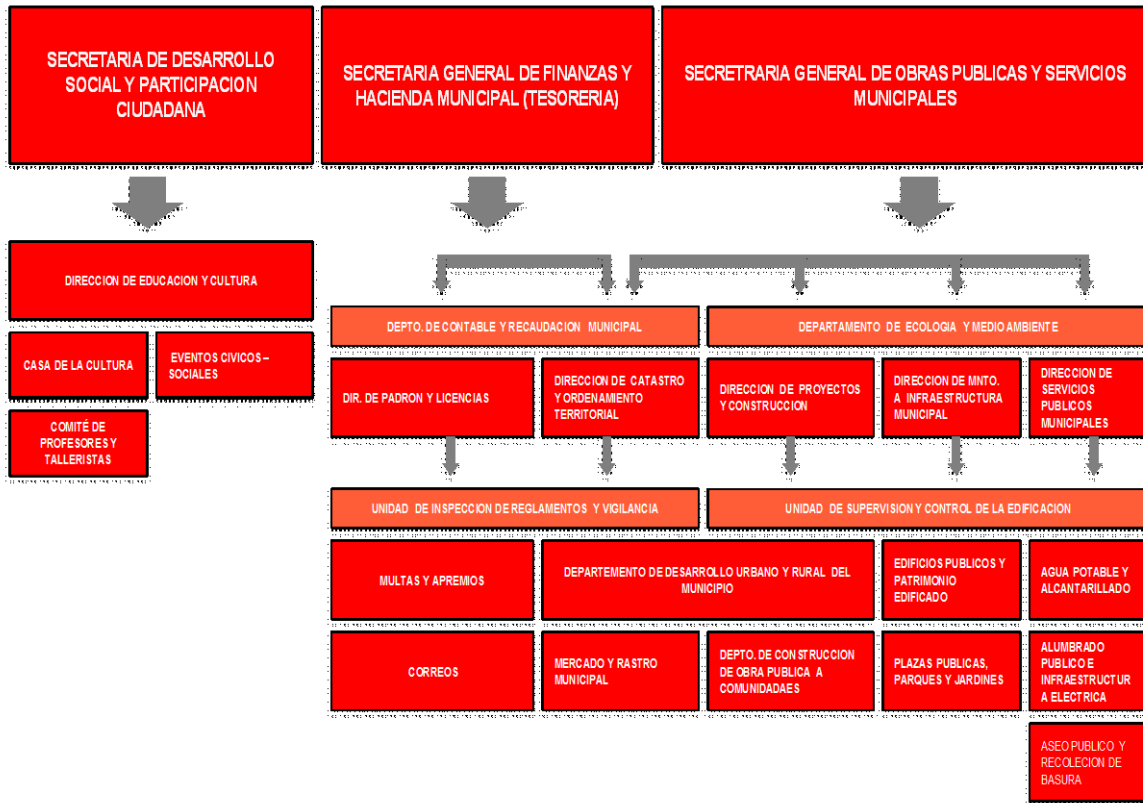 SECRETARIA DE DESARROLLO
SOCIAL Y PARTICIPACION
CIUDADANA
SECRETARIA GENERAL DE FINANZAS Y
HACIENDA MUNICIPAL (TESORERIA)
SECRETRARIA GENERAL DE OBRAS PUBLICAS Y SERVICIOS
MUNICIPALES
DIRECCION DE EDUCACION Y CULTURA
CASA DE LA CULTURA
EVENTOS CIVICOS –
SOCIALES
COMITÉ DE
PROFESORES Y
TALLERISTAS
DEPTO. DE CONTABLE Y RECAUDACION MUNICIPAL
DEPARTAMENTO DE ECOLOGIA Y MEDIO AMBIENTE
DIR. DE PADRON Y LICENCIAS
DIRECCION DE CATASTRO
Y ORDENAMIENTO
TERRITORIAL
DIRECCION DE PROYECTOS
Y CONSTRUCCION
DIRECCION DE MNTO.
A INFRAESTRUCTURA
MUNICIPAL
DIRECCION DE
SERVICIOS
PUBLICOS
MUNICIPALES
UNIDAD DE INSPECCION DE REGLAMENTOS Y VIGILANCIA
UNIDAD DE SUPERVISION Y CONTROL DE LA EDIFICACION
MULTAS Y APREMIOS
DEPARTEMENTO DE DESARROLLO URBANO Y RURAL DEL
MUNICIPIO
EDIFICIOS PUBLICOS Y
PATRIMONIO
EDIFICADO
AGUA POTABLE Y
ALCANTARILLADO
CORREOS
MERCADO Y RASTRO
MUNICIPAL
DEPTO. DE CONSTRUCCION
DE OBRA PUBLICA A
COMUNIDADAES
PLAZAS PUBLICAS,
PARQUES Y JARDINES
ALUMBRADO
PUBLICO E
INFRAESTRUCTUR
A ELECTRICA
ASEO PUBLICO Y
RECOLECION DE
BASURA